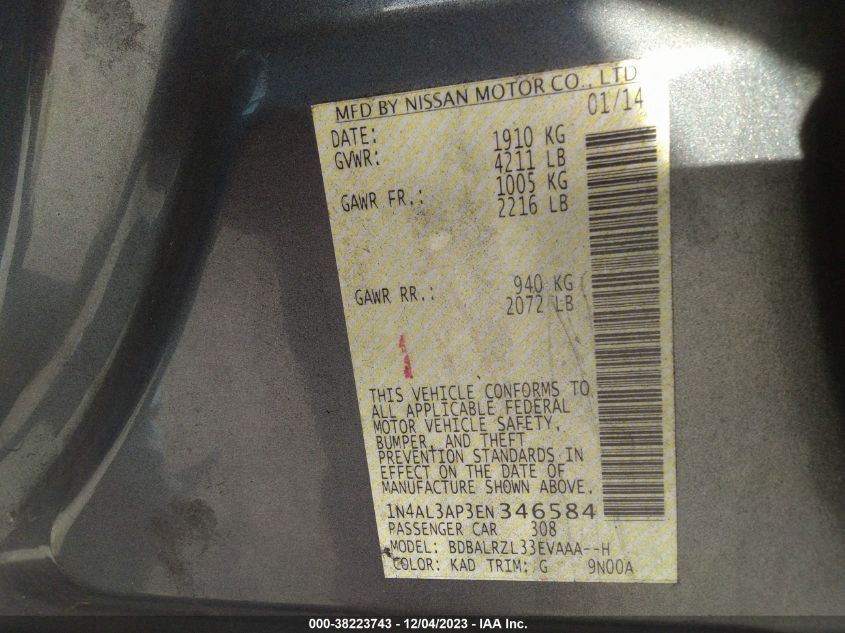 MFD BY NISSAN MOTOR CO., LTD
01/14
DATE: 1910 KG
GVWR: 4211 LB
1005 KG
GAWR FR.: 2216 LB
940 KG
GAWR RR.: 2072 LB
THIS VEHICLE CONFORMS TO
ALL APPLICABLE FEDERAL
MOTOR VEHICLE SAFETY,
BUMPER, AND THEFT
PREVENTION STANDARDS IN
EFFECT ON THE DATE OF
MANUFACTURE SHOWN ABOVE.
1N4AL3AP3EN346584
PASSENGER CAR 308
MODEL: BDBALRZL33EVAAA--H
COLOR: KAD TRIM: G 9N00A
000-38223743 - 12/04/2023 - IAA Inc.